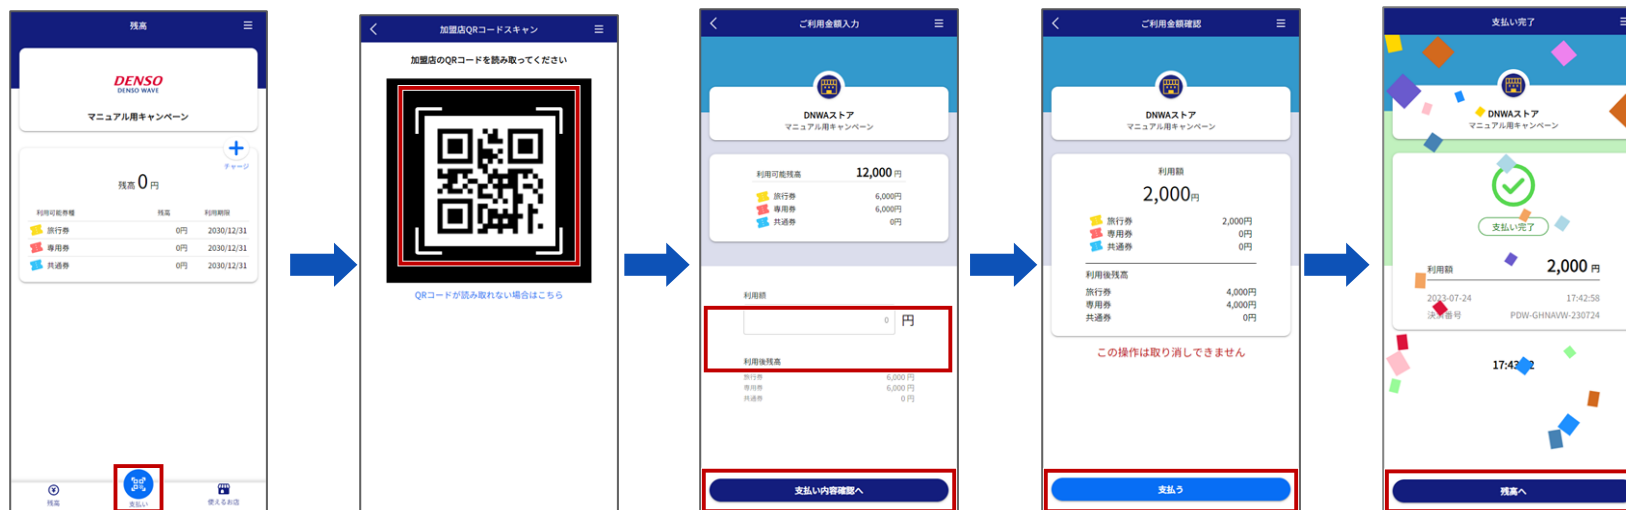 残高
DENSO
DENSO WAVE
マニュアル用キャンペーン
チャージ
残高 0 円
利用可能券種 残高 利用期限
旅行券 0円 2030/12/31
専用券 0円 2030/12/31
共通券 0円 2030/12/31
残高 支払い 使えるお店
加盟店QRコードスキャン
加盟店のQRコードを読み取ってください
QRコードが読み取れない場合はこちら
ご利用金額入力
DNWAストア
マニュアル用キャンペーン
利用可能残高 12,000 円
旅行券 6,000円
専用券 6,000円
共通券 0円
利用額
0 円
利用後残高
旅行券 6,000 円
専用券 6,000 円
共通券 0 円
支払い内容確認へ
ご利用金額確認
DNWAストア
マニュアル用キャンペーン
利用額
2,000円
旅行券 2,000円
専用券 0円
共通券 0円
利用後残高
旅行券 4,000円
専用券 4,000円
共通券 0円
この操作は取り消しできません
支払う
支払い完了
DNWAストア
マニュアル用キャンペーン
支払い完了
利用額 2,000 円
2023-07-24 17:42:58
決済番号 PDW-GHNAVW-230724
残高へ